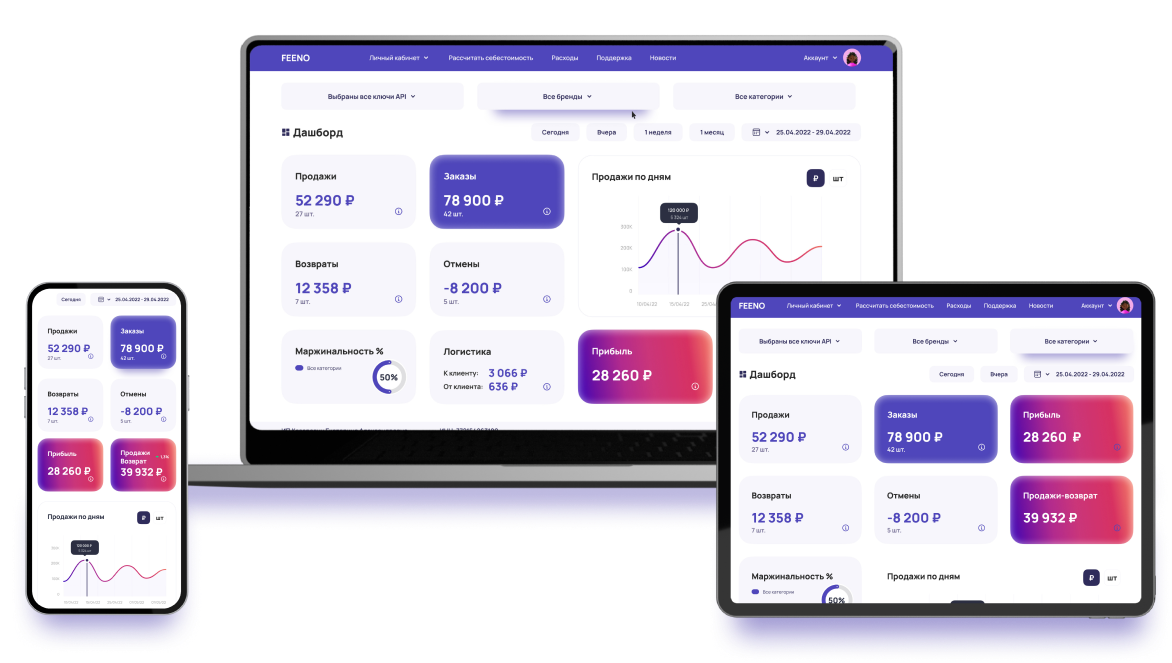 FEENO
Личный кабинет
Рассчитать себестоимость
Расходы
Поддержка
Новости
Аккаунт
Выбраны все ключи API
Все бренды
Все категории
Дашборд
Сегодня
Вчера
1 неделя
1 месяц
25.04.2022 - 29.04.2022
Продажи
52 290 ₽
27 шт.
Заказы
78 900 ₽
42 шт.
Продажи по дням
₽
шт
120 000 ₽
300K
200K
100K
0
10/04/22
15/04/22
Возвраты
12 358 ₽
7 шт.
Отмены
-8 200 ₽
5 шт.
Маржинальность %
Все категории
50%
Логистика
К клиенту: 3 066 ₽
От клиента: 636 ₽
Прибыль
28 260 ₽
Сегодня
25.04.2022 - 29.04.2022
Продажи
52 290 ₽
27 шт.
Заказы
78 900 ₽
42 шт.
Возвраты
12 358 ₽
7 шт.
Отмены
-8 200 ₽
5 шт.
Прибыль
28 260 ₽
Продажи
Возврат
39 932 ₽
Продажи по дням
₽
шт
FEENO
Личный кабинет
Рассчитать себестоимость
Расходы
Поддержка
Новости
Аккаунт
Выбраны все ключи API
Все бренды
Все категории
Дашборд
Сегодня
Вчера
25.04.2022 - 29.04.2022
Продажи
52 290 ₽
27 шт.
Заказы
78 900 ₽
42 шт.
Прибыль
28 260 ₽
Возвраты
12 358 ₽
7 шт.
Отмены
-8 200 ₽
5 шт.
Продажи-возврат
39 932 ₽
Маржинальность %
Все категории
50%
Продажи по дням
₽
шт